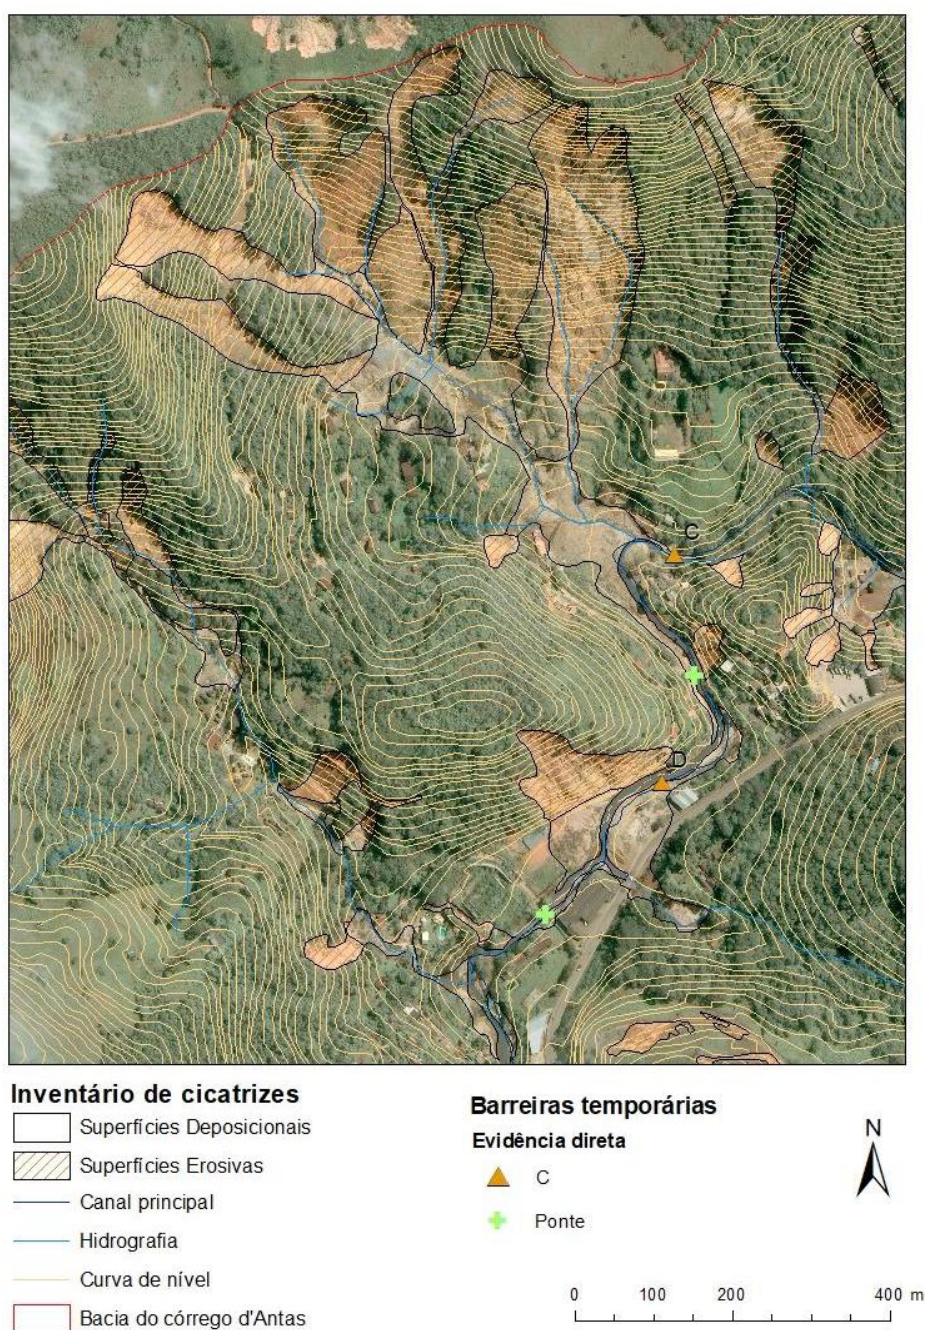 C
D
Inventário de cicatrizes
Superfícies Deposicionais
Superfícies Erosivas
Canal principal
Hidrografia
Curva de nível
Bacia do córrego d'Antas
Barreiras temporárias
Evidência direta
C
Ponte
N
0 100 200 400 m